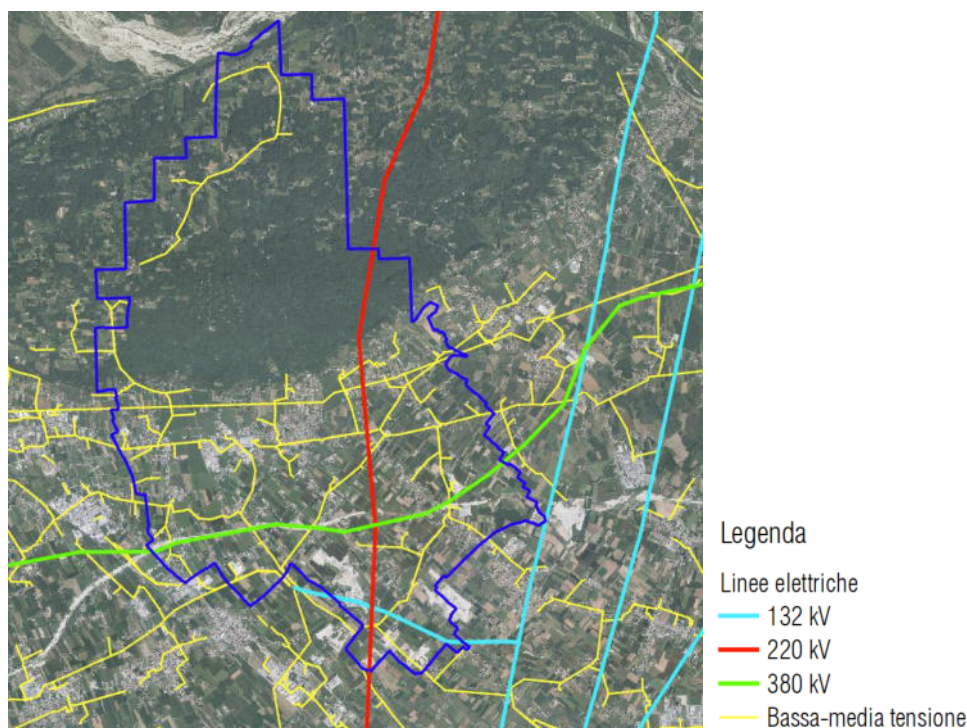 Legenda
Linee elettriche
132 kV
220 kV
380 kV
Bassa-media tensione